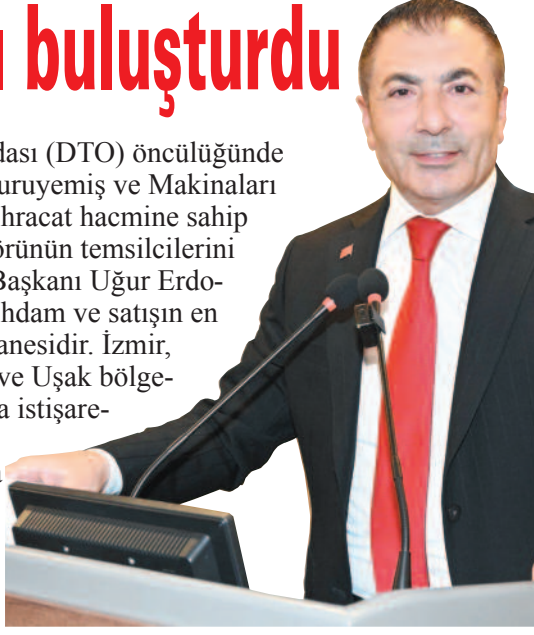 buluşturdu
dası (DTO) öncülüğünde
uruyemiş ve Makinaları
hracat hacmine sahip
örünün temsilcilerini
Başkanı Uğur Erdo-
hdam ve satışın en
anesidir. İzmir,
ve Uşak bölge-
a istişare-